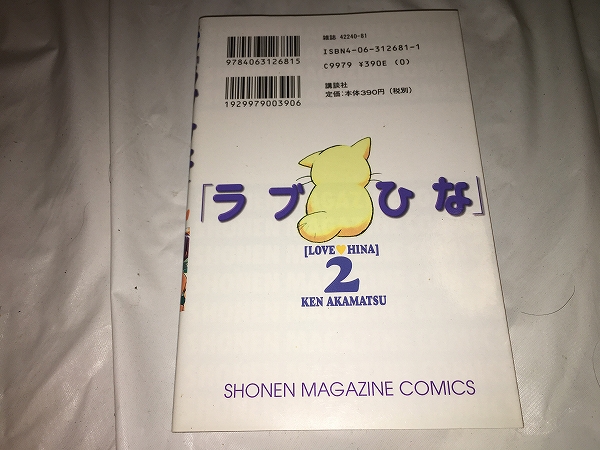 雑誌 42240-81
ISBN4-06-312681-1
C9979 ¥390E (0)
9784063126815
講談社
定価:本体390円(税別)
1929979003906
「ラブひな」
[LOVE♥HINA]
2
KEN AKAMATSU
SHONEN MAGAZINE COMICS